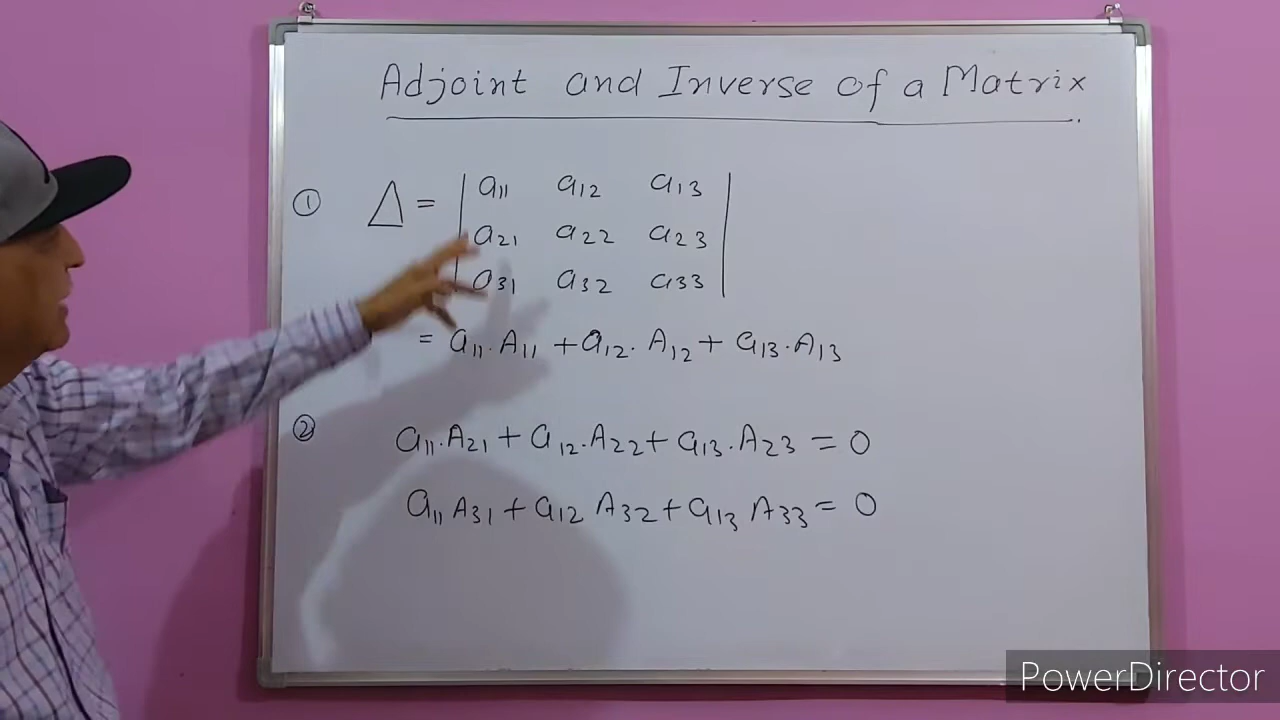 Adjoint and Inverse of a Matrix
① Δ = | a11 a12 a13 |
a21 a22 a23
a31 a32 a33
= a11.A11 + a12.A12 + a13.A13
② a11.A21 + a12.A22 + a13.A23 = 0
a11 A31 + a12 A32 + a13 A33 = 0
PowerDirector